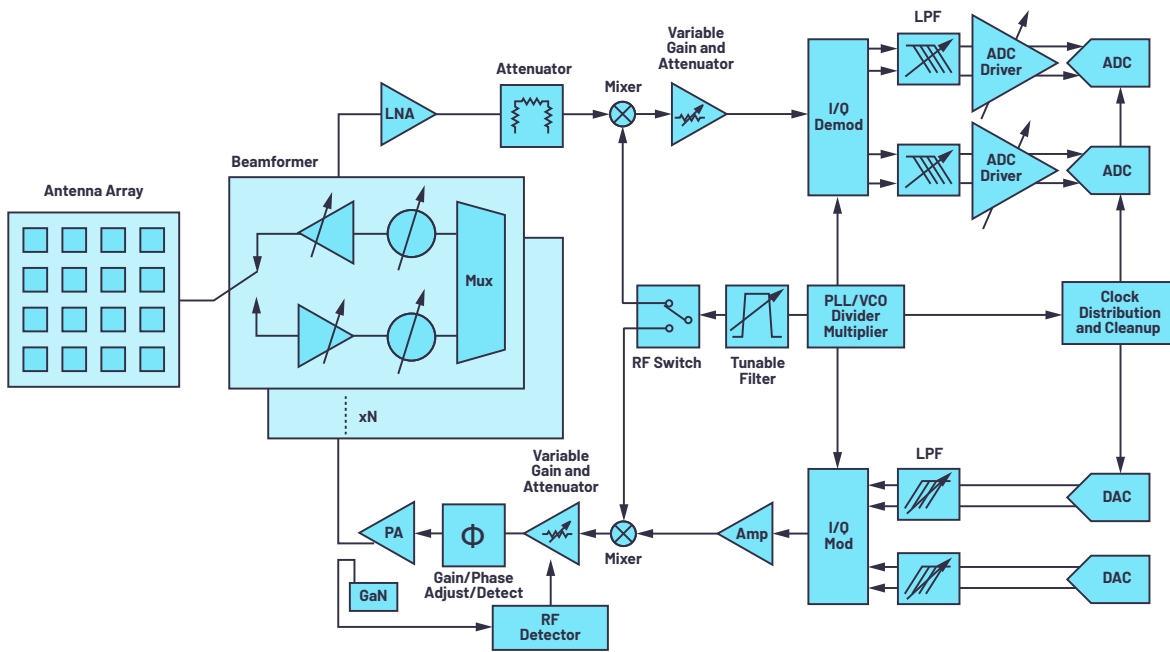 LPF
Variable
Gain and
Attenuator
ADC
Driver
ADC
Attenuator
Mixer
LNA
I/Q
Demod
Beamformer
ADC
Driver
ADC
Antenna Array
Mux
PLL/VCO
Divider
Multiplier
Clock
Distribution
and Cleanup
RF Switch
Tunable
Filter
xN
Variable
Gain and
Attenuator
LPF
DAC
PA
Φ
Amp
I/Q
Mod
Mixer
Gain/Phase
Adjust/Detect
DAC
GaN
RF
Detector